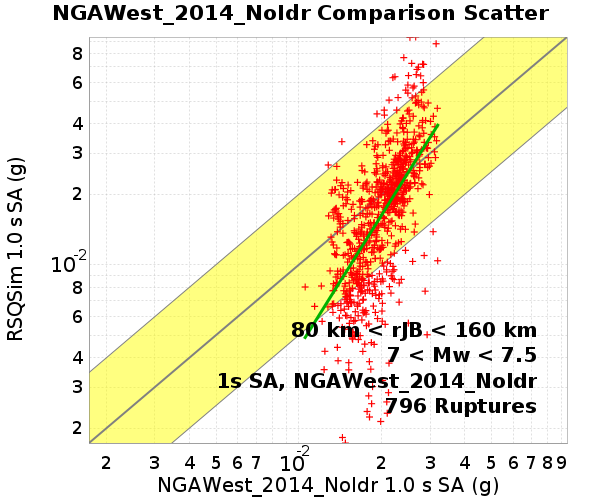 NGAWest_2014_NoIdr Comparison Scatter
RSQSim 1.0 s SA (g)
8
6
4
3
2
10-2
8
6
4
3
2
80 km < rJB < 160 km
7 < Mw < 7.5
1s SA, NGAWest_2014_NoIdr
796 Ruptures
2 3 4 5 6 7 10-2 2 3 4 5 6 7 8 9
NGAWest_2014_NoIdr 1.0 s SA (g)